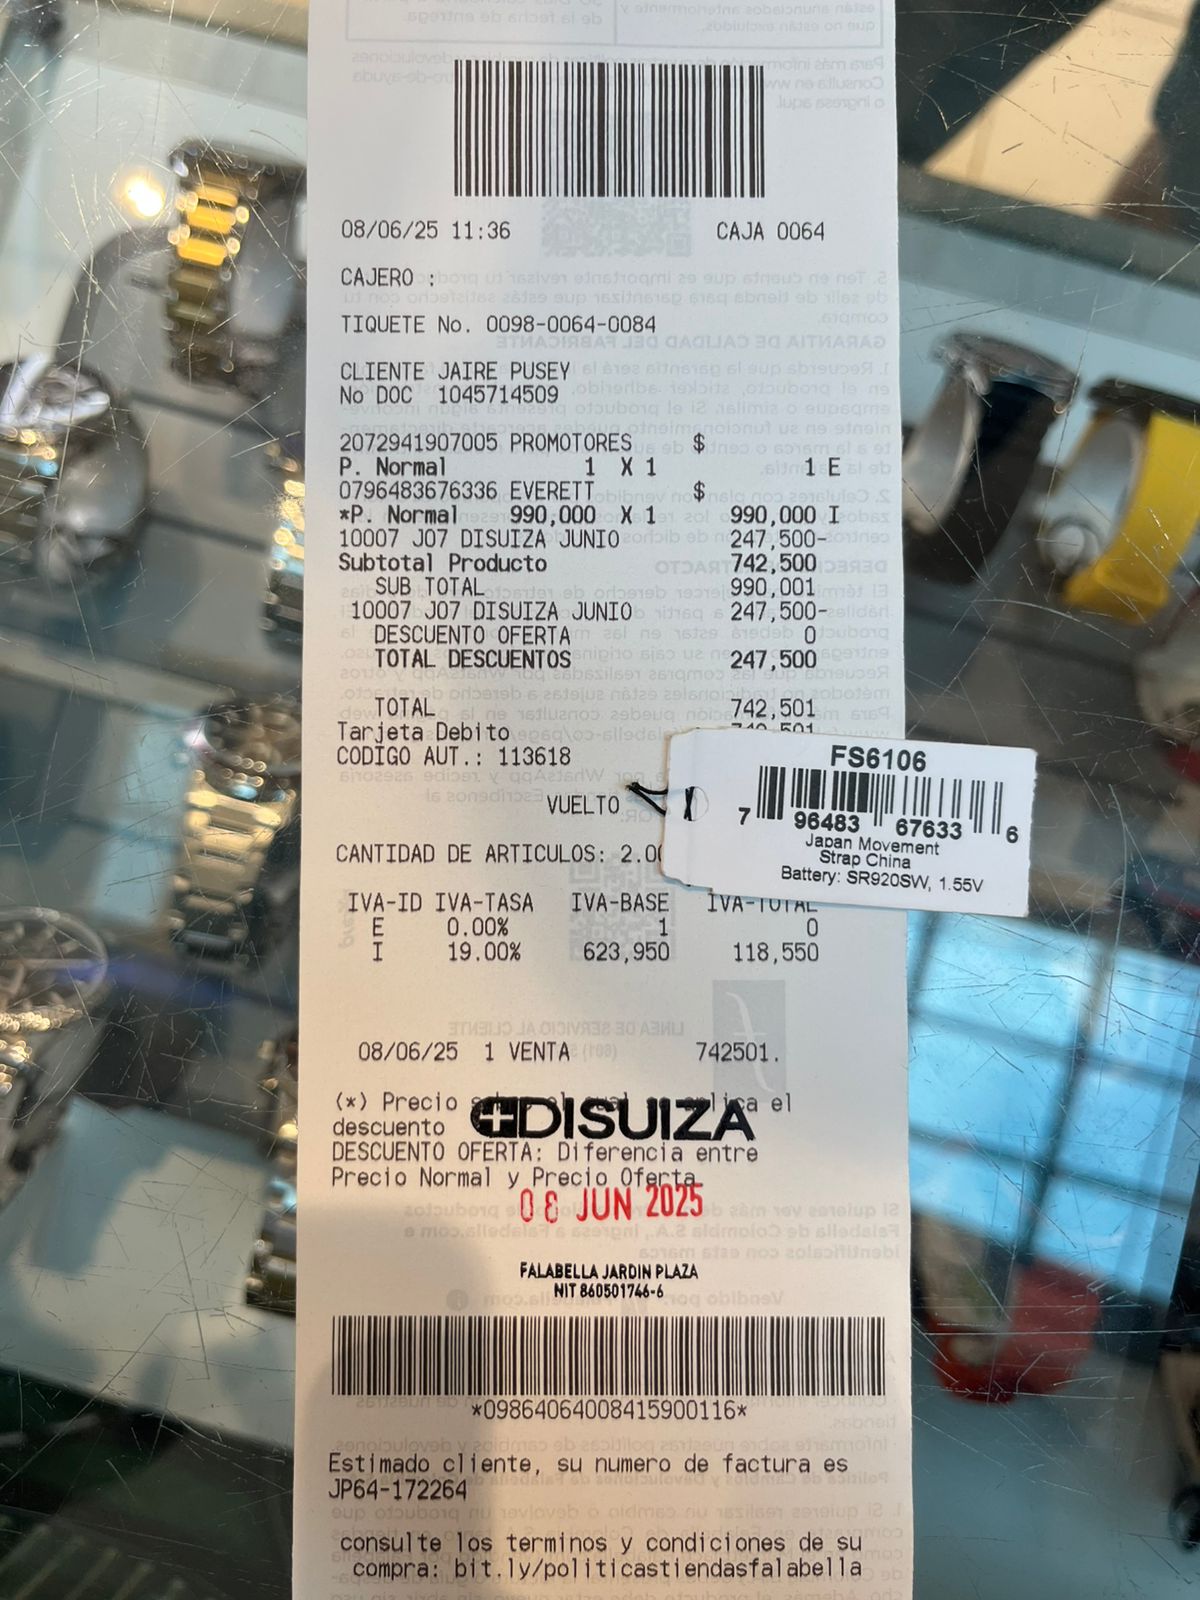 08/06/25 11:36 CAJA 0064
CAJERO :
TIQUETE No. 0098-0064-0084
CLIENTE JAIRE PUSEY
No DOC 1045714509
2072941907005 PROMOTORES $
P. Normal 1 X 1 1 E
0796483676336 EVERETT $
*P. Normal 990,000 X 1 990,000 I
10007 J07 DISUIZA JUNIO 247,500-
Subtotal Producto 742,500
SUB TOTAL 990,001
10007 J07 DISUIZA JUNIO 247,500-
DESCUENTO OFERTA 0
TOTAL DESCUENTOS 247,500
TOTAL 742,501
Tarjeta Debito 742,501
CODIGO AUT.: 113618
VUELTO
FS6106
7 96483 67633 6
Japan Movement
Strap China
Battery: SR920SW, 1.55V
CANTIDAD DE ARTICULOS: 2.00
IVA-ID IVA-TASA IVA-BASE IVA-TOTAL
E 0.00% 1 0
I 19.00% 623,950 118,550
08/06/25 1 VENTA 742501.
(*) Precio aplica el
descuento
DISUIZA
DESCUENTO OFERTA: Diferencia entre
Precio Normal y Precio Oferta
08 JUN 2025
FALABELLA JARDIN PLAZA
NIT 860501746-6
*09864064008415900116*
Estimado cliente, su numero de factura es
JP64-172264
consulte los terminos y condiciones de su
compra: bit.ly/politicastiendasfalabella